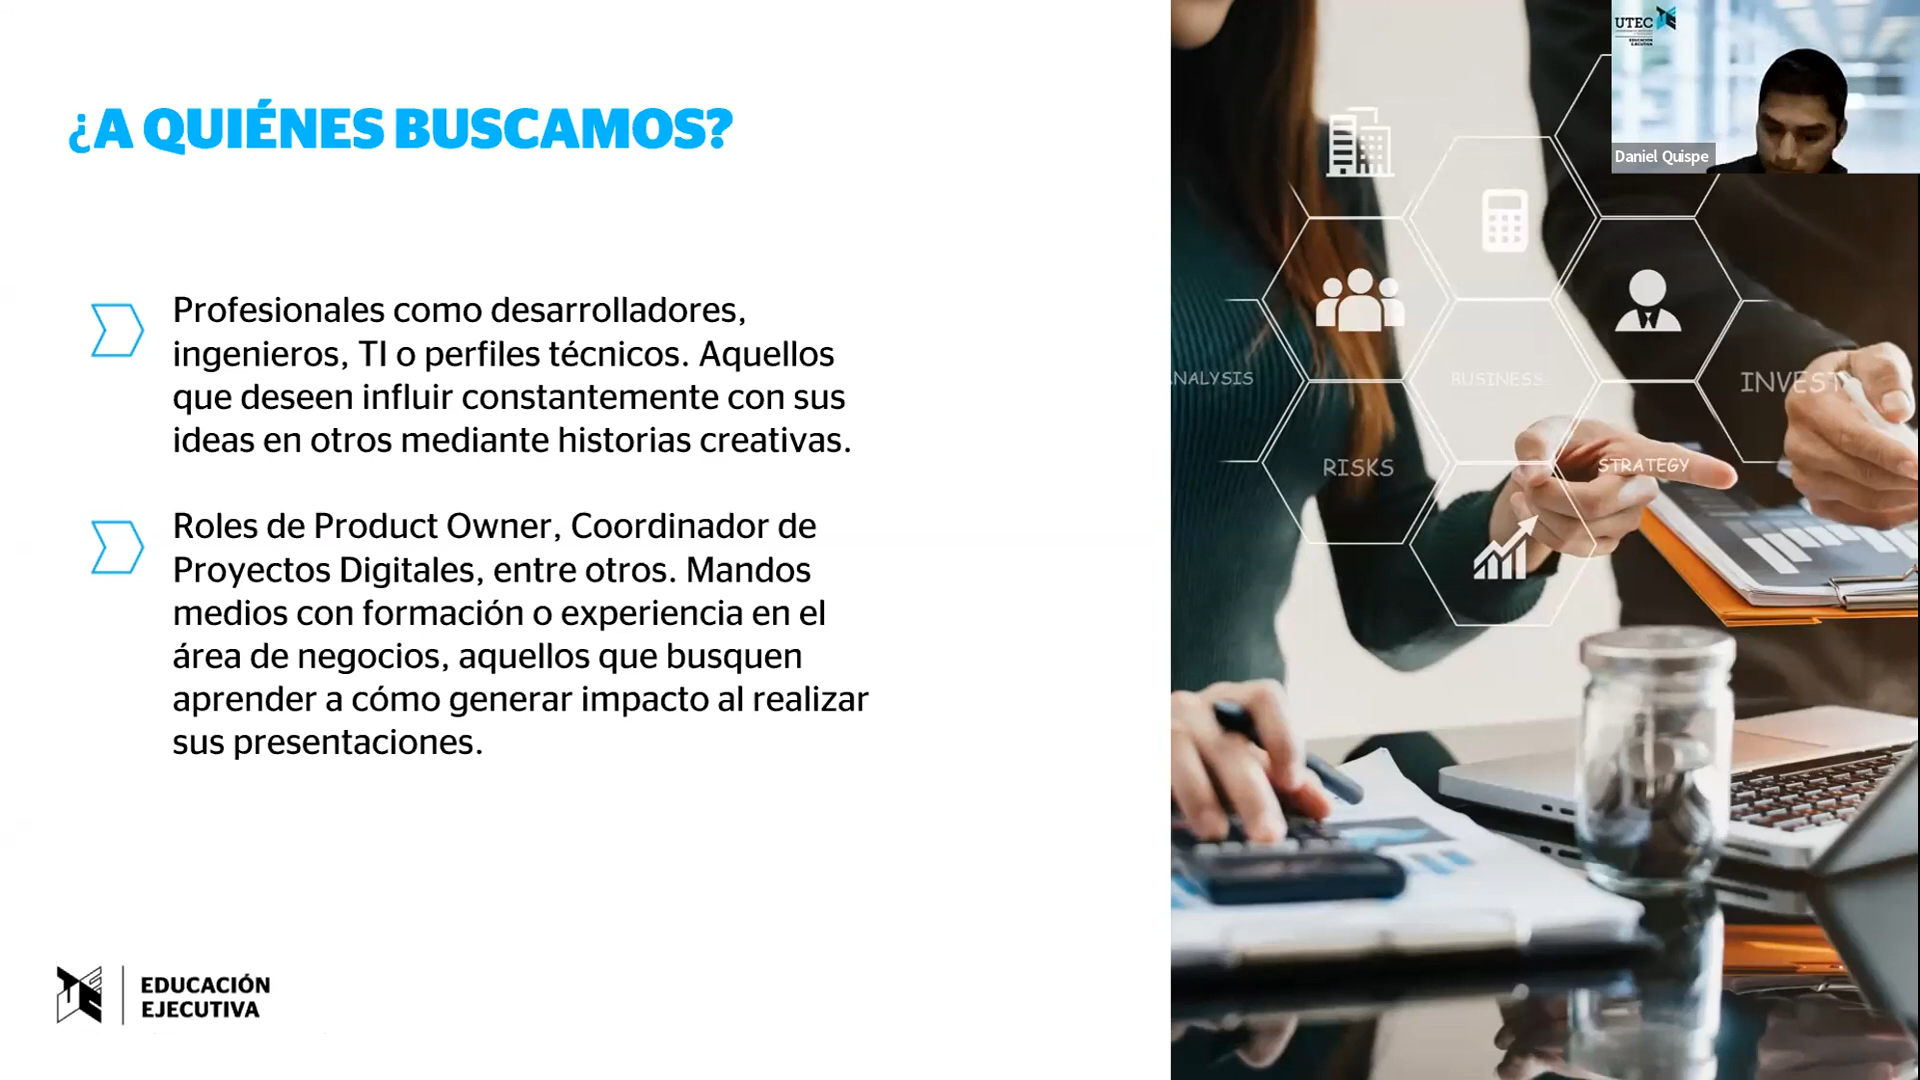 ¿A QUIÉNES BUSCAMOS?
Profesionales como desarrolladores,
ingenieros, TI o perfiles técnicos. Aquellos
que deseen influir constantemente con sus
ideas en otros mediante historias creativas.
Roles de Product Owner, Coordinador de
Proyectos Digitales, entre otros. Mandos
medios con formación o experiencia en el
área de negocios, aquellos que busquen
aprender a cómo generar impacto al realizar
sus presentaciones.
EDUCACIÓN
EJECUTIVA
NALYSIS
BUSINESS
INVEST
RISKS
STRATEGY
UTEC
EDUCACIÓN
EJECUTIVA
Daniel Quispe